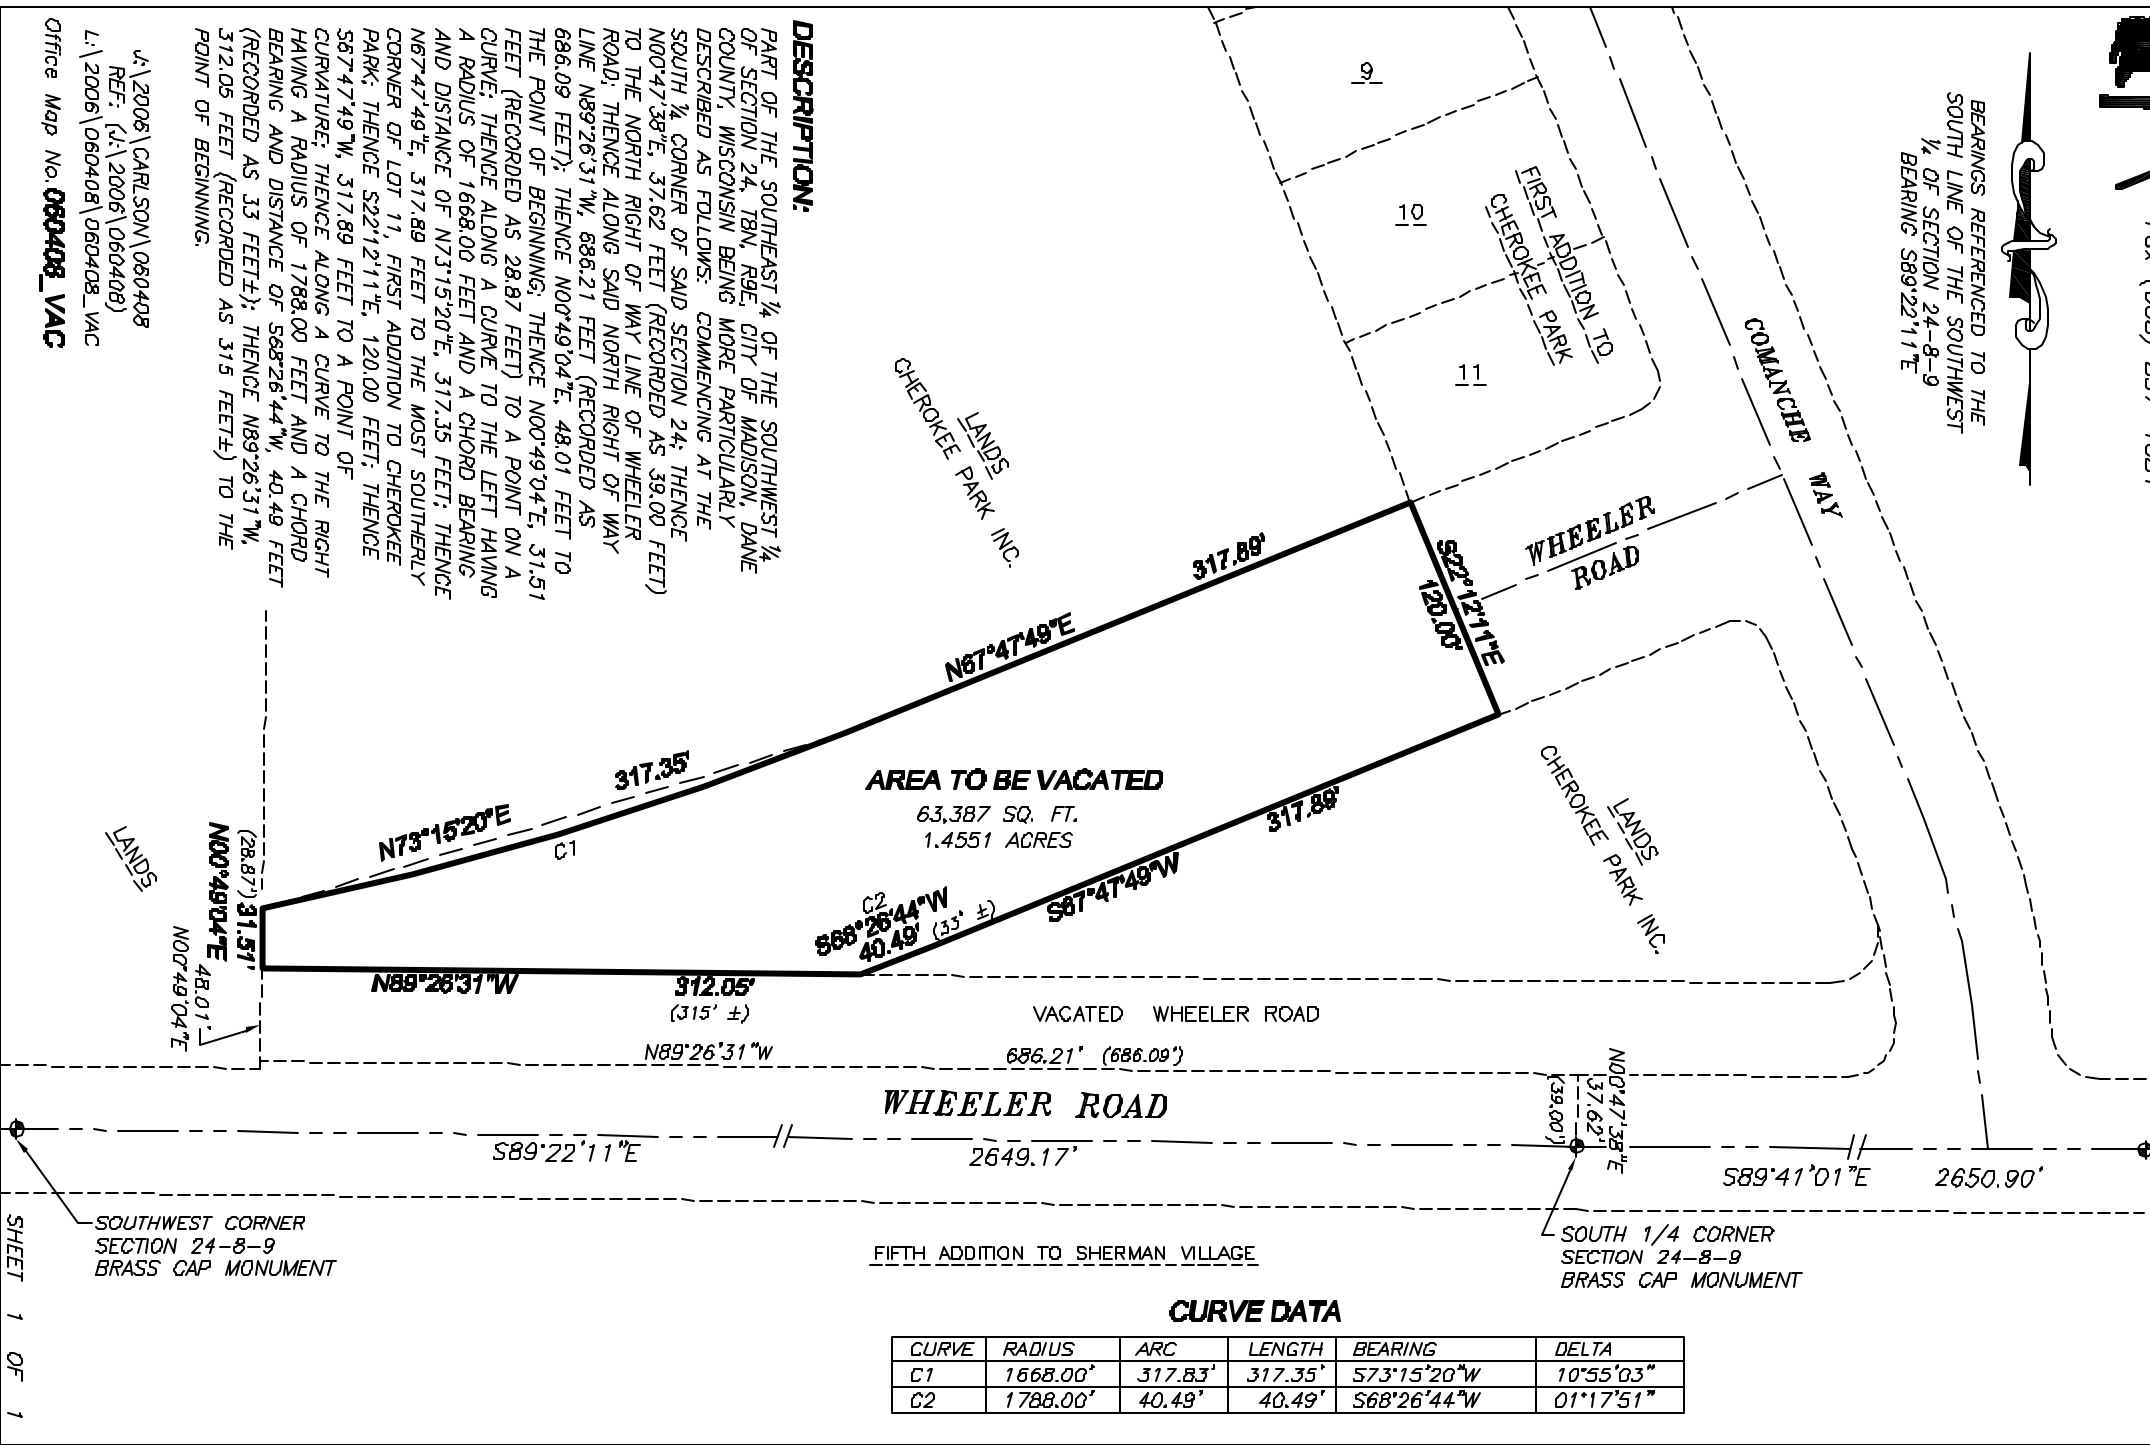 DESCRIPTION:
PART OF THE SOUTHEAST ¼ OF THE SOUTHWEST ¼
OF SECTION 24, T8N, R9E, CITY OF MADISON, DANE
COUNTY, WISCONSIN BEING MORE PARTICULARLY
DESCRIBED AS FOLLOWS: COMMENCING AT THE
SOUTH ¼ CORNER OF SAID SECTION 24; THENCE
N00°47'38"E, 37.62 FEET (RECORDED AS 39.00 FEET)
TO THE NORTH RIGHT OF WAY LINE OF WHEELER
ROAD; THENCE ALONG SAID NORTH RIGHT OF WAY
LINE N89°26'31"W, 686.21 FEET (RECORDED AS
686.09 FEET); THENCE N00°49'04"E, 48.01 FEET TO
THE POINT OF BEGINNING; THENCE N00°49'04"E, 31.51
FEET (RECORDED AS 28.87 FEET) TO A POINT ON A
CURVE; THENCE ALONG A CURVE TO THE LEFT HAVING
A RADIUS OF 1668.00 FEET AND A CHORD BEARING
AND DISTANCE OF N73°15'20"E, 317.35 FEET; THENCE
N67°47'49"E, 317.89 FEET TO THE MOST SOUTHERLY
CORNER OF LOT 11, FIRST ADDITION TO CHEROKEE
PARK; THENCE S22°12'11"E, 120.00 FEET; THENCE
S67°47'49"W, 317.89 FEET TO A POINT OF
CURVATURE; THENCE ALONG A CURVE TO THE RIGHT
HAVING A RADIUS OF 1788.00 FEET AND A CHORD
BEARING AND DISTANCE OF S68°26'44"W, 40.49 FEET
(RECORDED AS 33 FEET±); THENCE N89°26'31"W,
312.05 FEET (RECORDED AS 315 FEET±) TO THE
POINT OF BEGINNING.
J:\2006\CARLSON\060408
REF: (J:\2006\060408)
L:\2006\060408\060408_VAC
Office Map No. 060408_VAC
BEARINGS REFERENCED TO THE
SOUTH LINE OF THE SOUTHWEST
¼ OF SECTION 24-8-9
BEARING S89°22'11"E
9
10
11
FIRST ADDITION TO
CHEROKEE PARK
COMANCHE WAY
WHEELER
ROAD
LANDS
CHEROKEE PARK INC.
317.89'
N67°47'49"E
S22°12'11"E
120.00'
317.35'
N73°15'20"E
C1
AREA TO BE VACATED
63,387 SQ. FT.
1.4551 ACRES
317.89'
S67°47'49"W
C2
S68°26'44"W
40.49' (33' ±)
LANDS
CHEROKEE PARK INC.
LANDS
(28.87') 31.51'
N00°49'04"E
48.01'
N00°49'04"E
N89°26'31"W 312.05'
(315' ±)
VACATED WHEELER ROAD
N89°26'31"W 686.21' (686.09')
WHEELER ROAD
N00°47'38"E
37.62'
(39.00')
S89°22'11"E 2649.17'
S89°41'01"E 2650.90'
SOUTHWEST CORNER
SECTION 24-8-9
BRASS CAP MONUMENT
SOUTH 1/4 CORNER
SECTION 24-8-9
BRASS CAP MONUMENT
FIFTH ADDITION TO SHERMAN VILLAGE
CURVE DATA
CURVE RADIUS ARC LENGTH BEARING DELTA
C1 1668.00' 317.83' 317.35' S73°15'20"W 10°55'03"
C2 1788.00' 40.49' 40.49' S68°26'44"W 01°17'51"
SHEET 1 OF 1